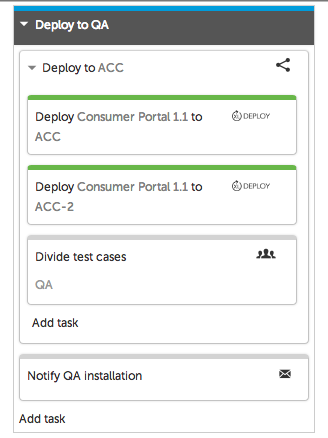 Deploy to QA
Deploy to ACC
Deploy Consumer Portal 1.1 to
DEPLOY
ACC
Deploy Consumer Portal 1.1 to
DEPLOY
ACC-2
Divide test cases
QA
Add task
Notify QA installation
Add task